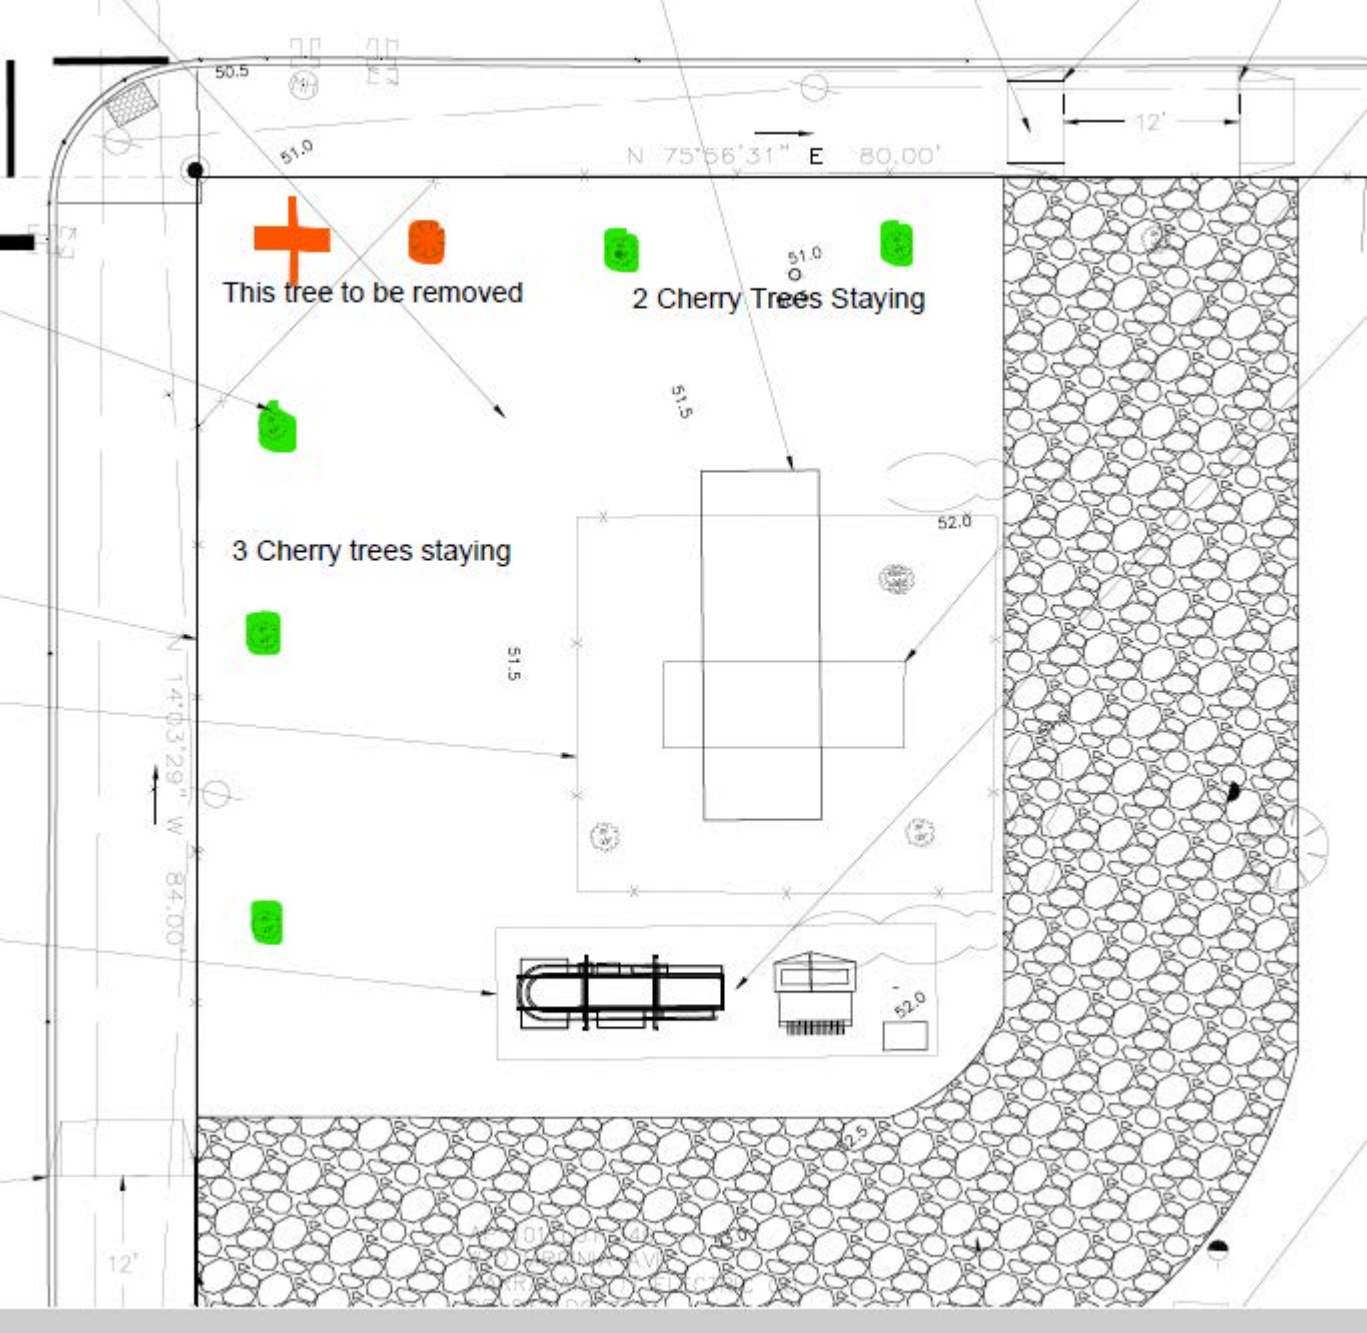 50.5
51.0
12'
N 75°56'31" E 80.00'
51.0
This tree to be removed
2 Cherry Trees Staying
51.5
52.0
3 Cherry trees staying
51.5
N 14°03'29" W 84.00'
52.0
12'